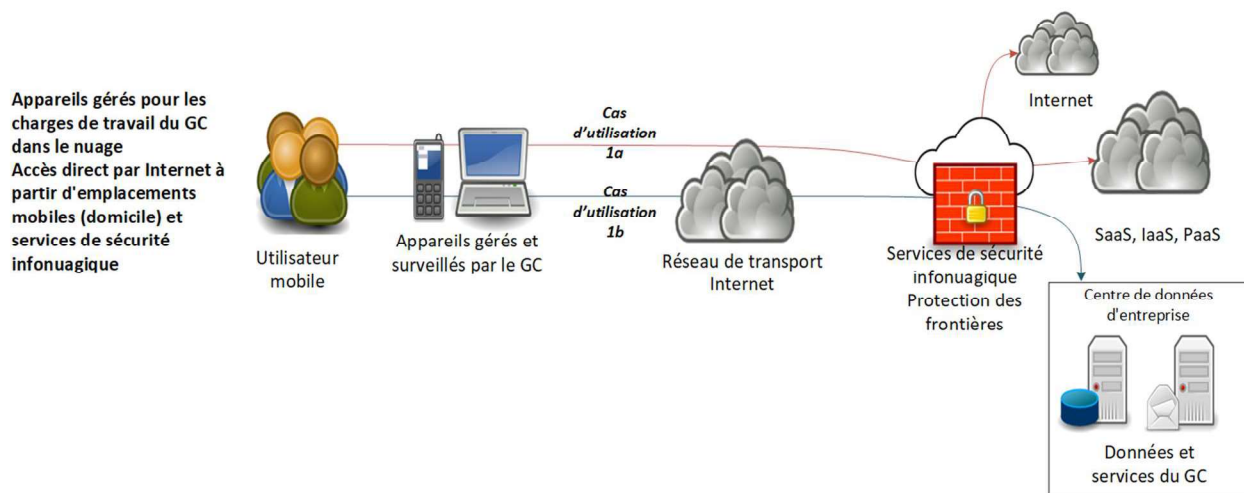 Appareils gérés pour les
charges de travail du GC
dans le nuage
Accès direct par Internet à
partir d'emplacements
mobiles (domicile) et
services de sécurité
infonuagique
Utilisateur
mobile
Appareils gérés et
surveillés par le GC
Cas
d'utilisation
1a
Cas
d'utilisation
1b
Réseau de transport
Internet
Services de sécurité
infonuagique
Protection des
frontières
Internet
SaaS, IaaS, PaaS
Centre de données
d'entreprise
Données et
services du GC